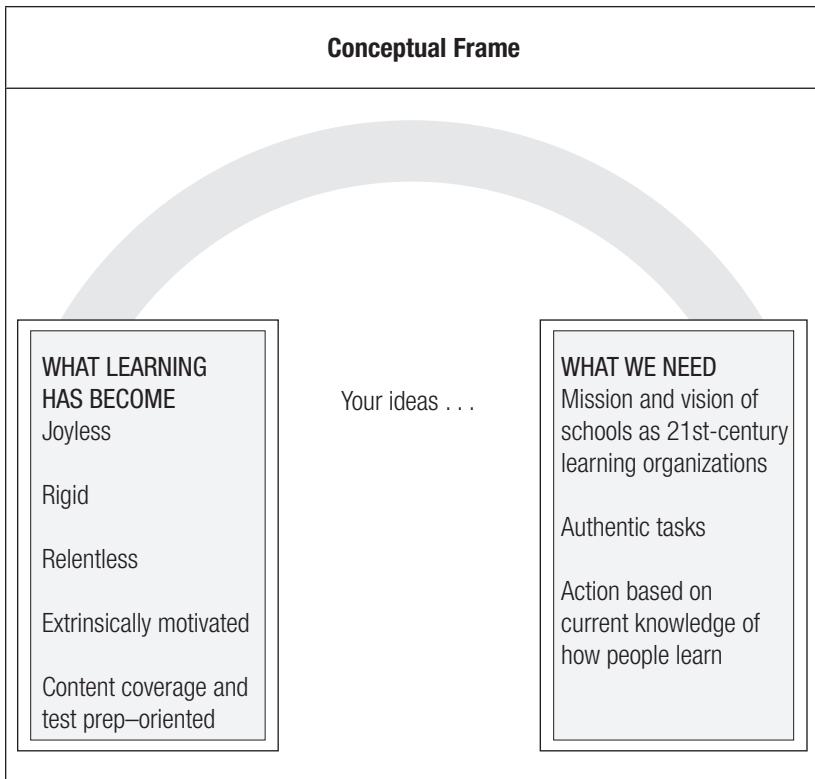 Conceptual Frame
WHAT LEARNING
HAS BECOME
Joyless
Rigid
Relentless
Extrinsically motivated
Content coverage and
test prep–oriented
Your ideas . . .
WHAT WE NEED
Mission and vision of
schools as 21st-century
learning organizations
Authentic tasks
Action based on
current knowledge of
how people learn